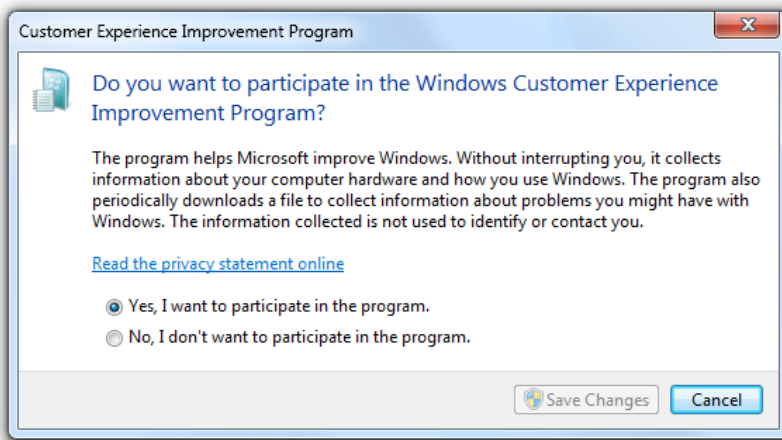 Customer Experience Improvement Program
Do you want to participate in the Windows Customer Experience
Improvement Program?
The program helps Microsoft improve Windows. Without interrupting you, it collects
information about your computer hardware and how you use Windows. The program also
periodically downloads a file to collect information about problems you might have with
Windows. The information collected is not used to identify or contact you.
Read the privacy statement online
Yes, I want to participate in the program.
No, I don't want to participate in the program.
Save Changes Cancel